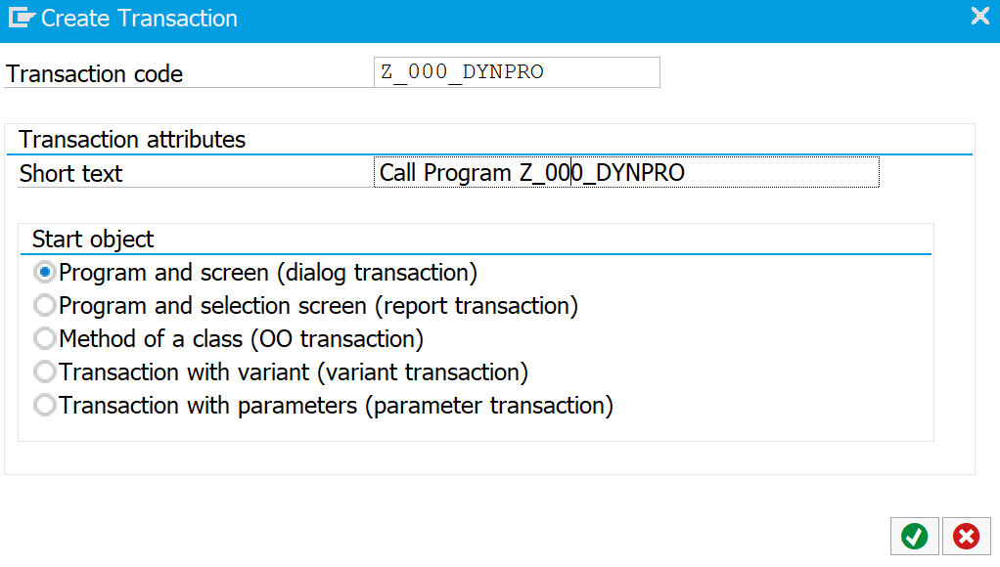 Create Transaction
Transaction code Z_000_DYNPRO
Transaction attributes
Short text Call Program Z_000_DYNPRO
Start object
Program and screen (dialog transaction)
Program and selection screen (report transaction)
Method of a class (OO transaction)
Transaction with variant (variant transaction)
Transaction with parameters (parameter transaction)